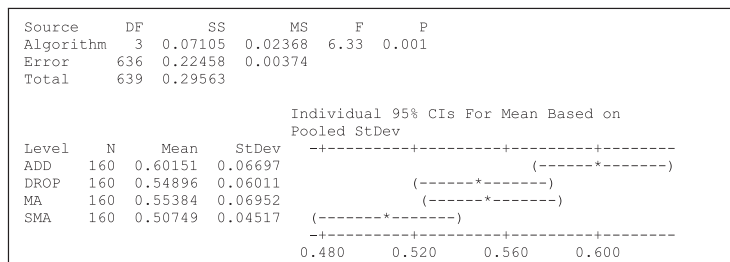 Source DF SS MS F P
Algorithm 3 0.07105 0.02368 6.33 0.001
Error 636 0.22458 0.00374
Total 639 0.29563
Individual 95% CIs For Mean Based on
Pooled StDev
Level N Mean StDev -+---------+---------+---------+--------
ADD 160 0.60151 0.06697 (------*-------)
DROP 160 0.54896 0.06011 (------*-------)
MA 160 0.55384 0.06952 (------*-------)
SMA 160 0.50749 0.04517 (-------*-------)
-+---------+---------+---------+--------
0.480 0.520 0.560 0.600